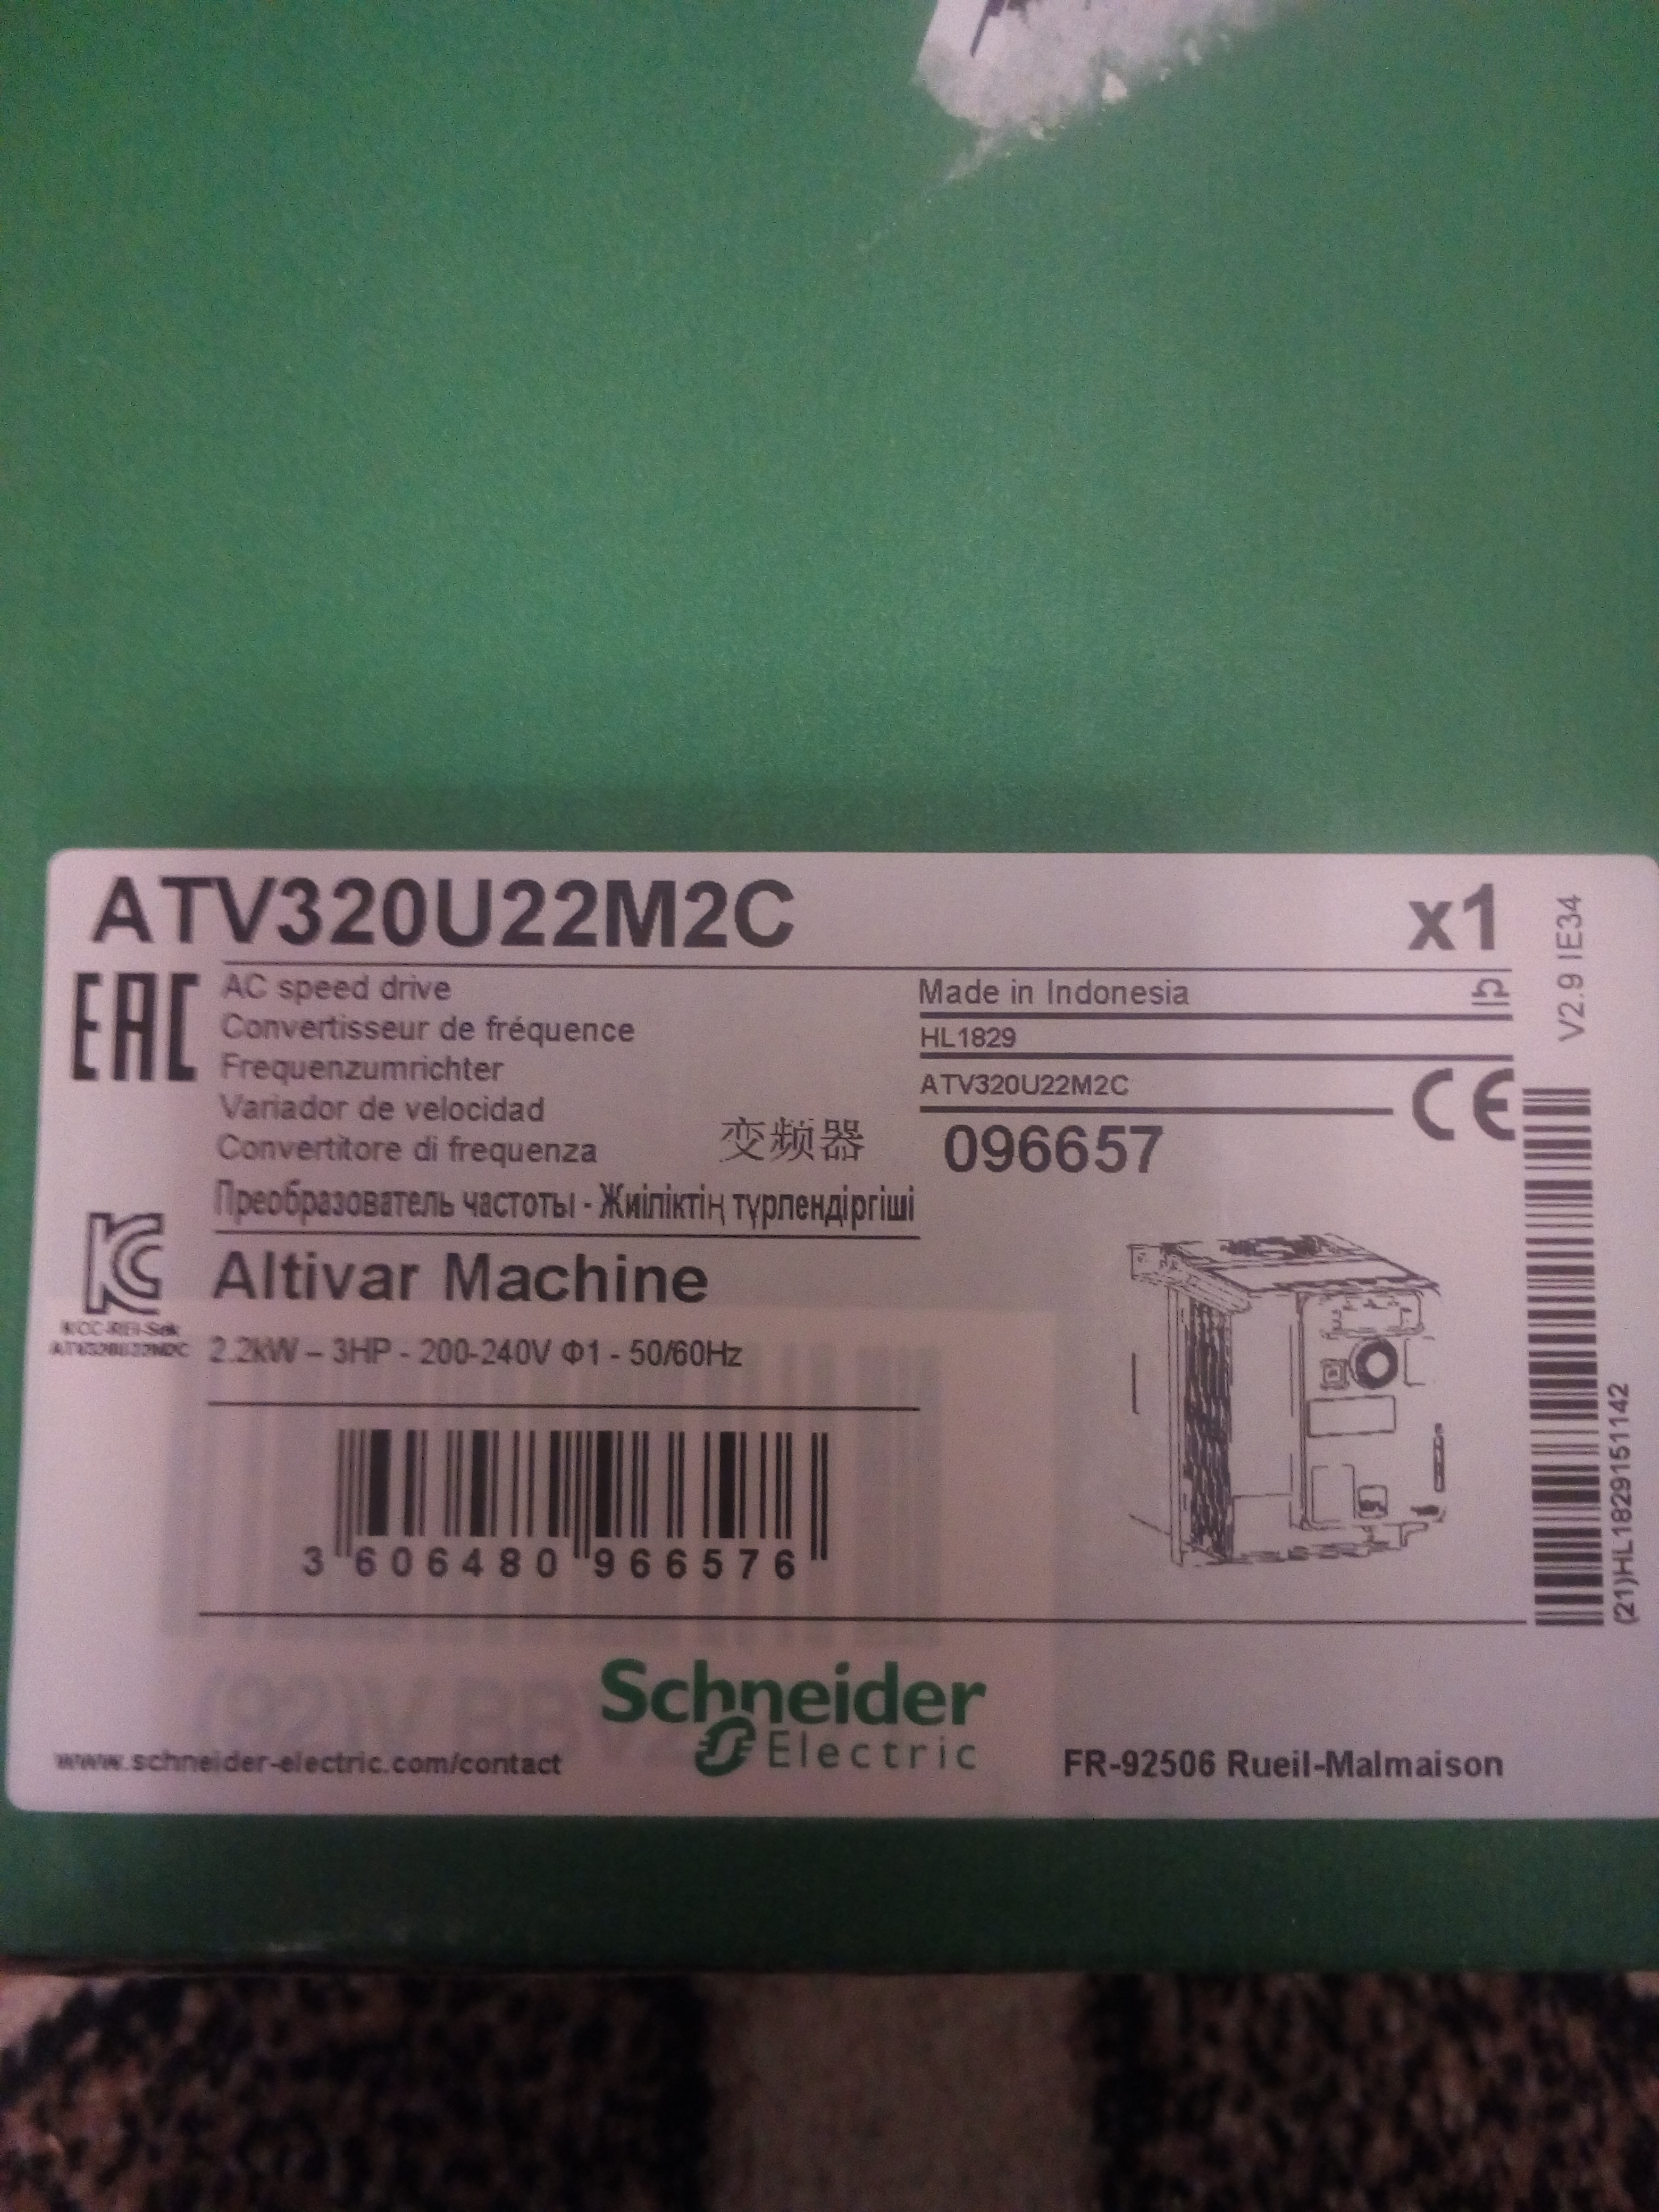 ATV320U22M2C
x1
V2.9 IE34
EAC
AC speed drive
Convertisseur de fréquence
Frequenzumrichter
Variador de velocidad
Convertitore di frequenza
变频器
Преобразователь частоты - Жиіліктің түрлендіргіші
Made in Indonesia
HL1829
ATV320U22M2C
CE
096657
Altivar Machine
ATV320U22M2C
2.2kW – 3HP - 200-240V Φ1 - 50/60Hz
3 606480 966576
(21)HL1829151142
Schneider
Electric
www.schneider-electric.com/contact
FR-92506 Rueil-Malmaison